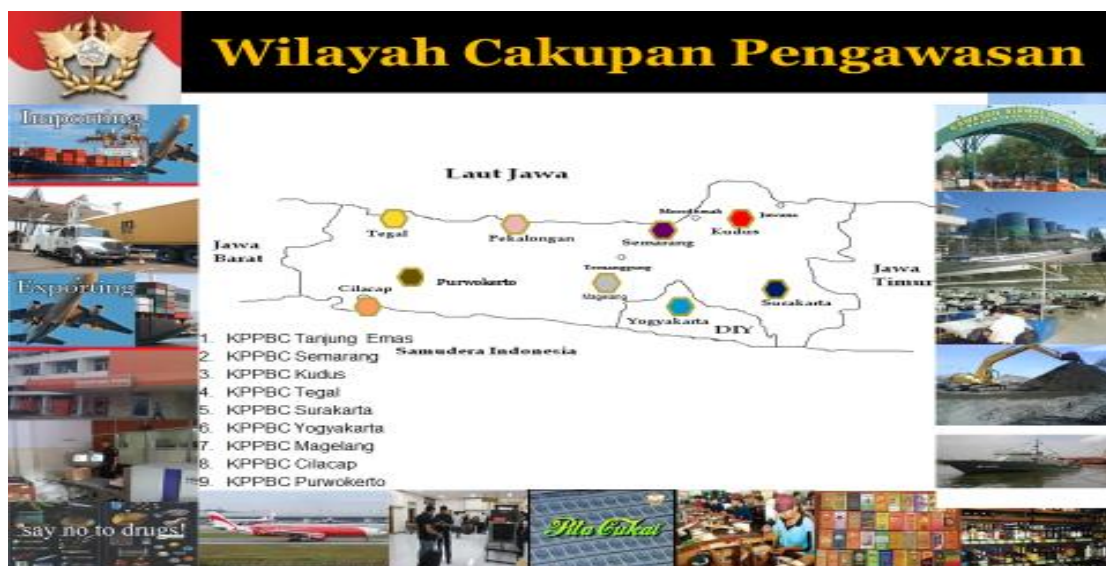 Wilayah Cakupan Pengawasan
Importing
Exporting
say no to drugs!
Laut Jawa
Jawa
Barat
Tegal
Pekalongan
Semarang
Kudus
Juwana
Jawa
Timur
Cilacap
Purwokerto
Temanggung
Magelang
Surakarta
Yogyakarta
DIY
Samudera Indonesia
1. KPPBC Tanjung Emas
2. KPPBC Semarang
3. KPPBC Kudus
4. KPPBC Tegal
5. KPPBC Surakarta
6. KPPBC Yogyakarta
7. KPPBC Magelang
8. KPPBC Cilacap
9. KPPBC Purwokerto
Pita Cukai